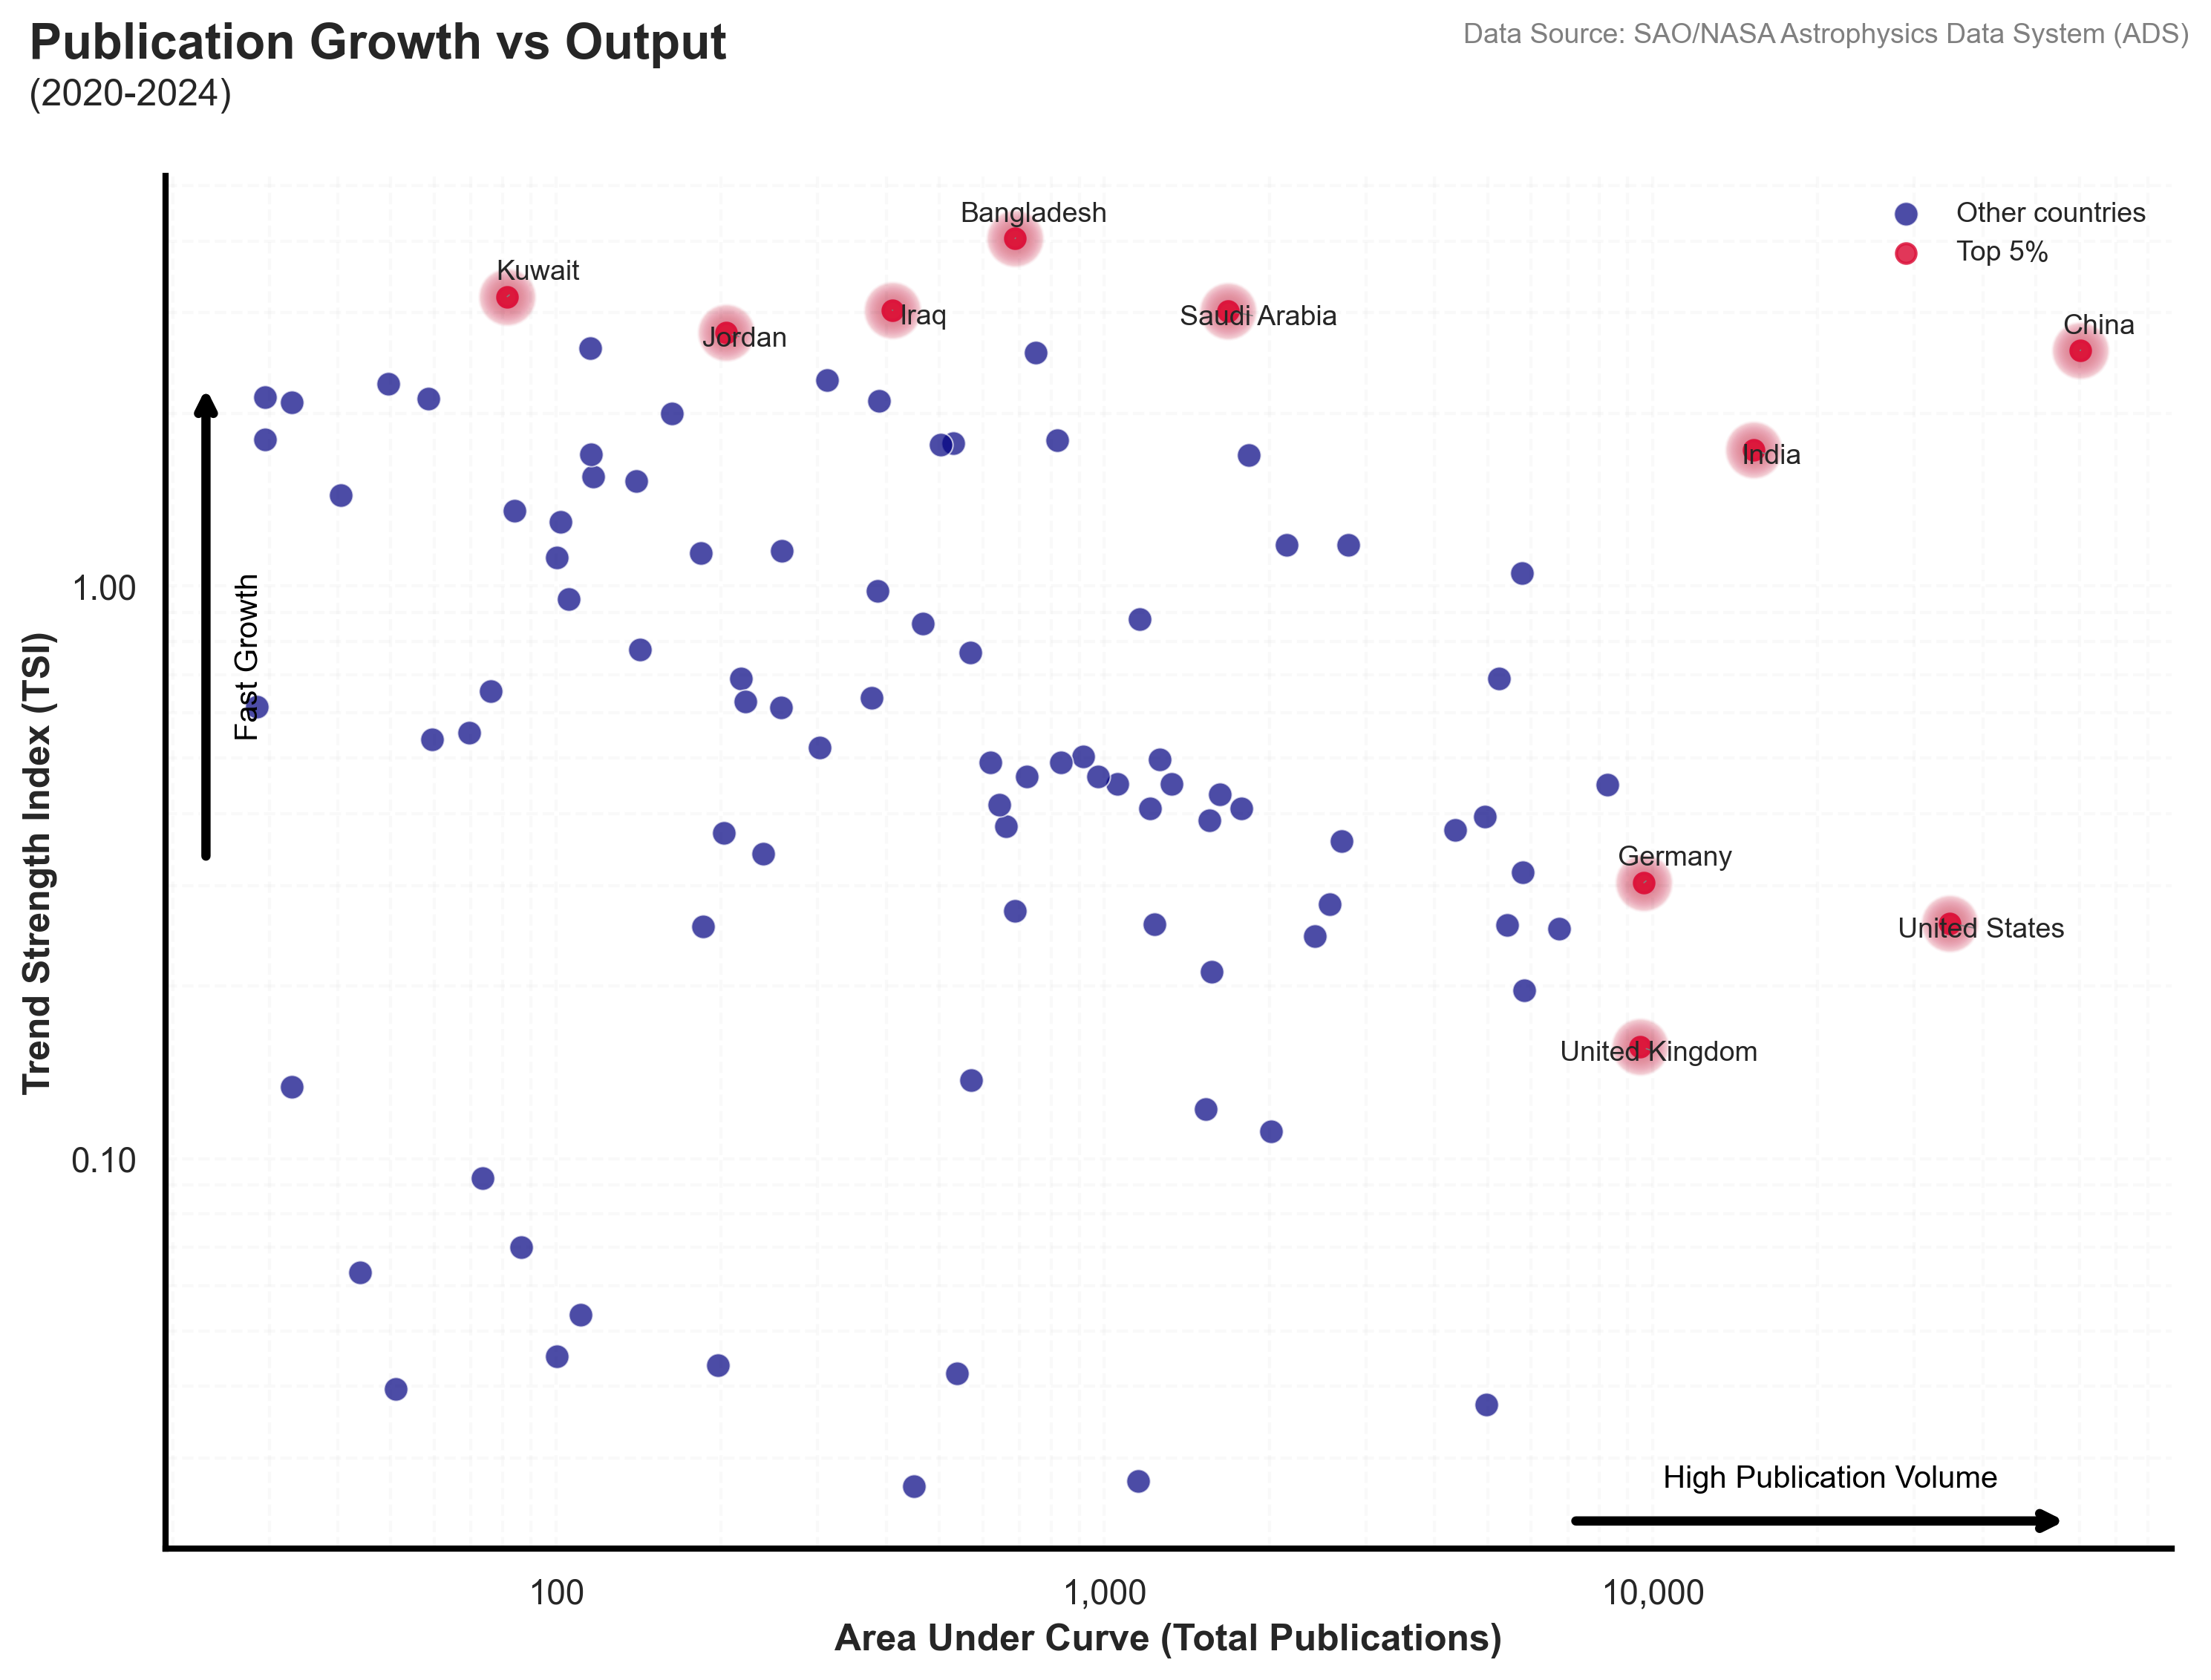 Publication Growth vs Output
(2020-2024)
Data Source: SAO/NASA Astrophysics Data System (ADS)
Other countries
Top 5%
Bangladesh
Kuwait
Iraq
Jordan
Saudi Arabia
China
India
Germany
United States
United Kingdom
Fast Growth
High Publication Volume
Trend Strength Index (TSI)
1.00
0.10
100
1,000
10,000
Area Under Curve (Total Publications)